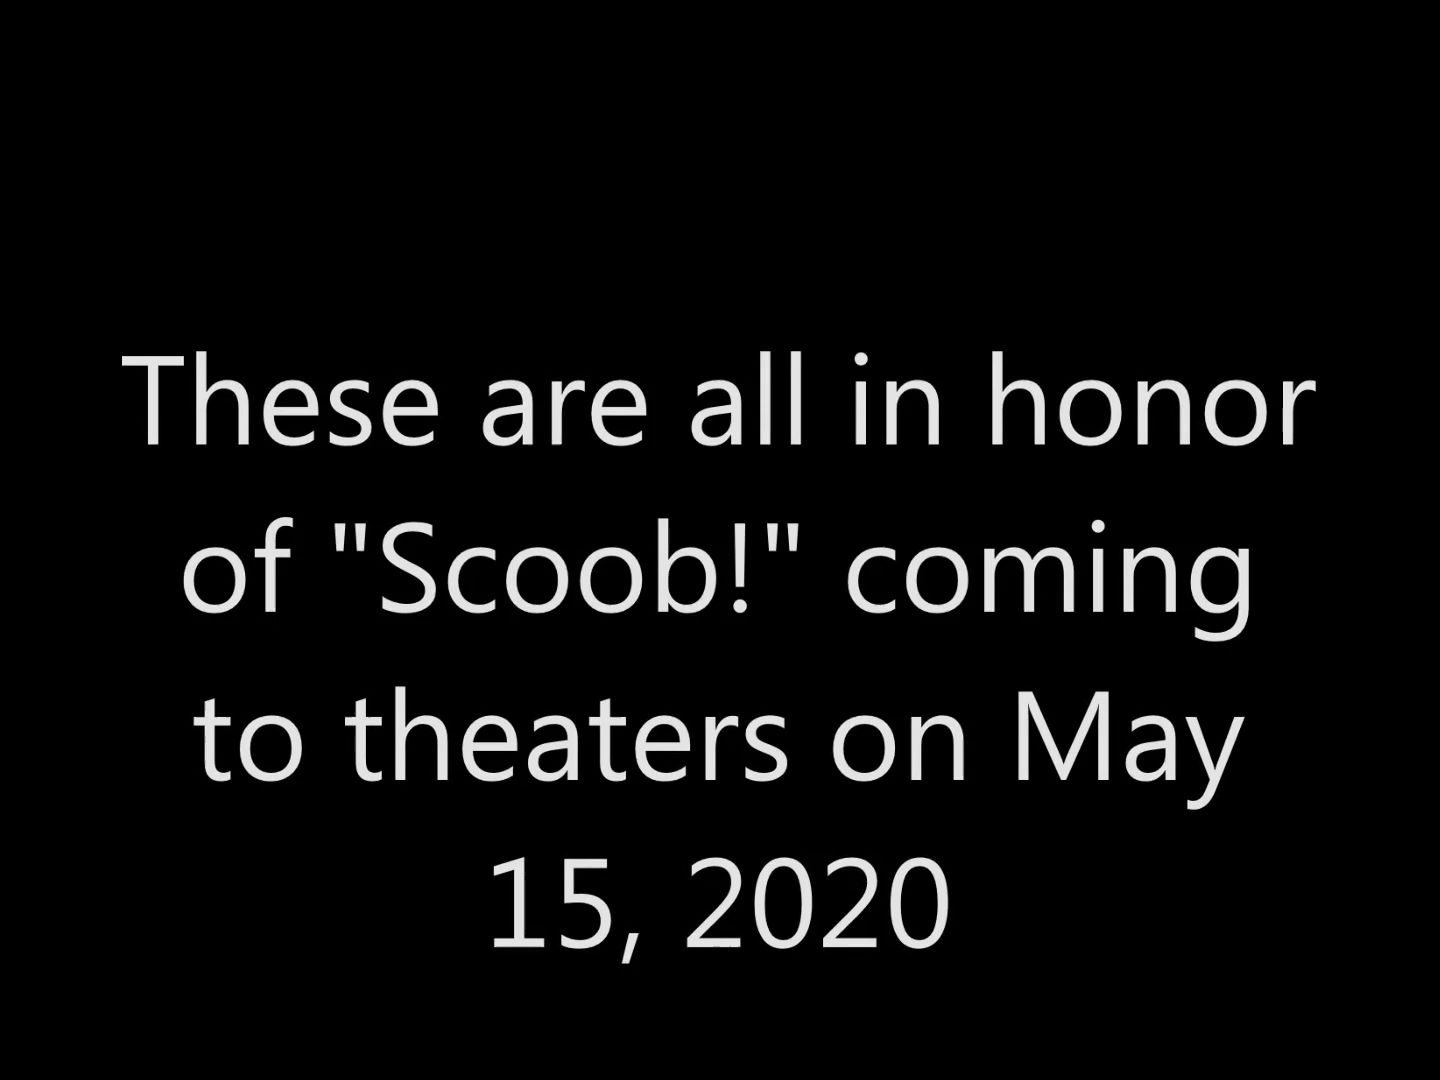 These are all in honor
of "Scoob!" coming
to theaters on May
15, 2020